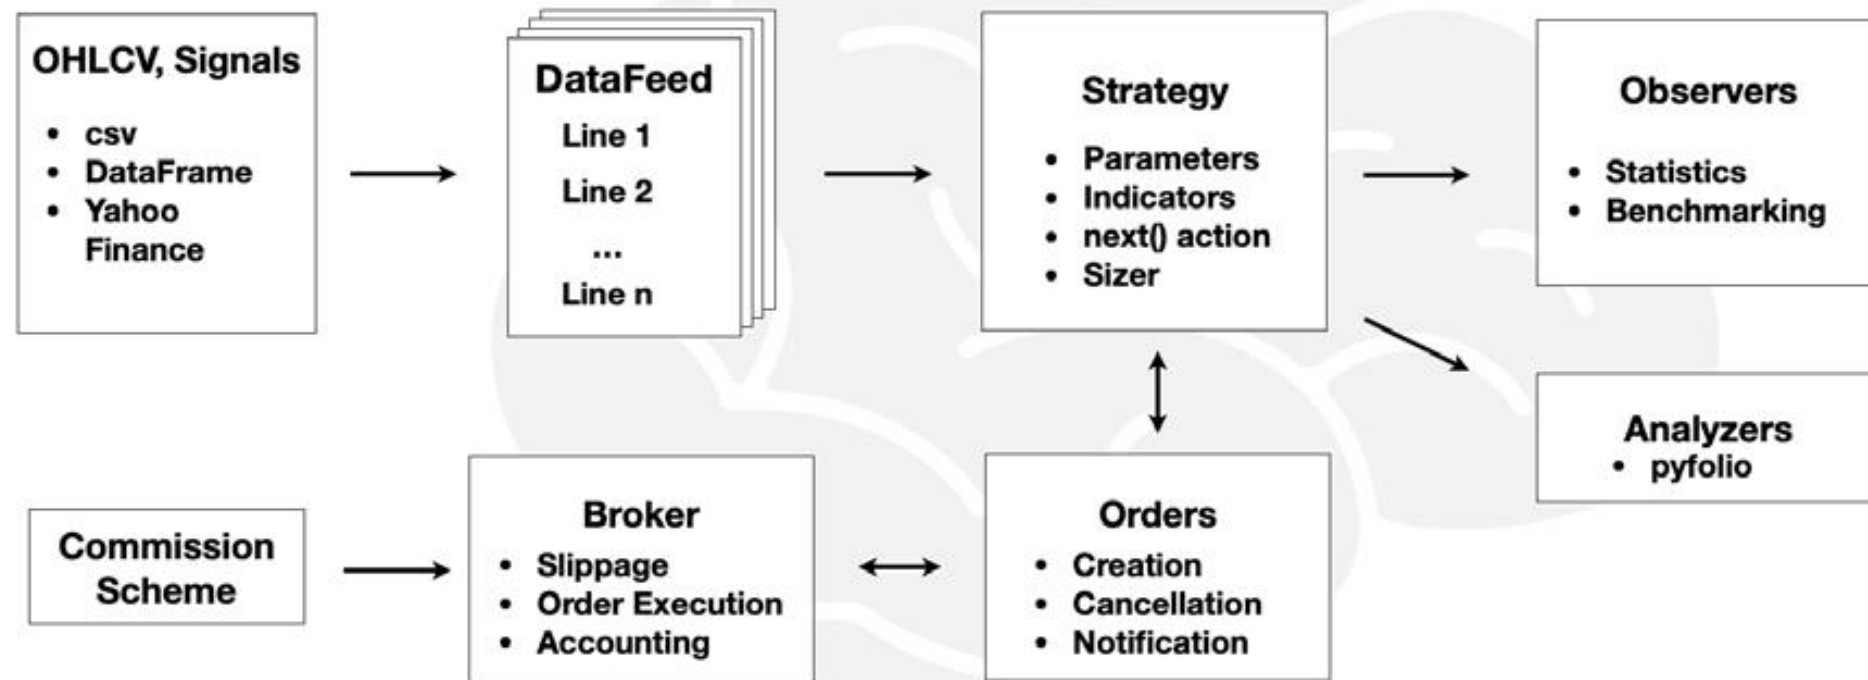 OHLCV, Signals
• csv
• DataFrame
• Yahoo
Finance
DataFeed
Line 1
Line 2
...
Line n
Strategy
• Parameters
• Indicators
• next() action
• Sizer
Observers
• Statistics
• Benchmarking
Analyzers
• pyfolio
Commission
Scheme
Broker
• Slippage
• Order Execution
• Accounting
Orders
• Creation
• Cancellation
• Notification